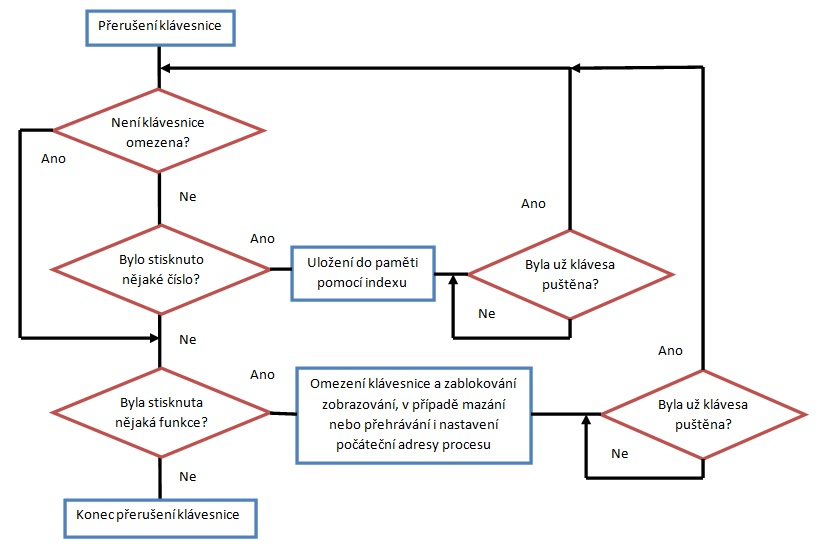 Přerušení klávesnice
Není klávesnice
omezena?
Ano
Ne
Bylo stisknuto
nějaké číslo?
Ano
Uložení do paměti
pomocí indexu
Ano
Byla už klávesa
puštěna?
Ne
Ne
Byla stisknuta
nějaká funkce?
Ano
Omezení klávesnice a zablokování
zobrazování, v případě mazání
nebo přehrávání i nastavení
počáteční adresy procesu
Ano
Byla už klávesa
puštěna?
Ne
Ne
Konec přerušení klávesnice